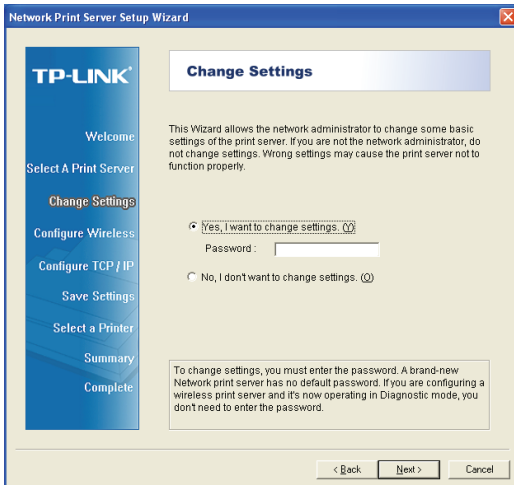 Network Print Server Setup Wizard
TP-LINK
Welcome
Select A Print Server
Change Settings
Configure Wireless
Configure TCP / IP
Save Settings
Select a Printer
Summary
Complete
Change Settings
This Wizard allows the network administrator to change some basic
settings of the print server. If you are not the network administrator, do
not change settings. Wrong settings may cause the print server not to
function properly.
Yes, I want to change settings. (Y)
Password :
No, I don't want to change settings. (O)
To change settings, you must enter the password. A brand-new
Network print server has no default password. If you are configuring a
wireless print server and it's now operating in Diagnostic mode, you
don't need to enter the password.
< Back
Next >
Cancel